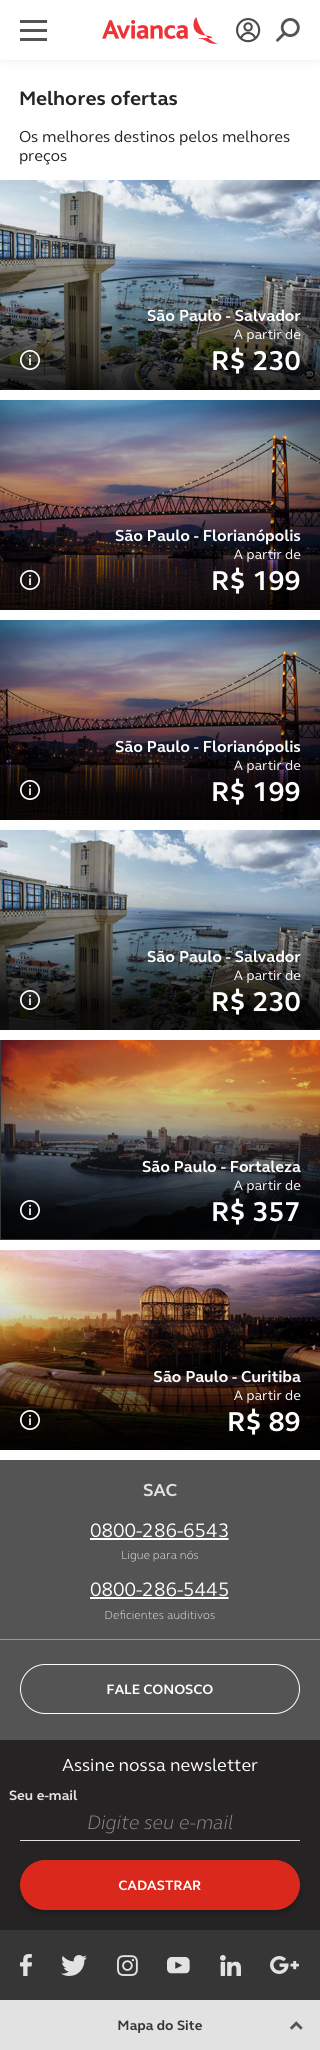 Avianca
Melhores ofertas
Os melhores destinos pelos melhores
preços
São Paulo - Salvador
A partir de
R$ 230
São Paulo - Florianópolis
A partir de
R$ 199
São Paulo - Florianópolis
A partir de
R$ 199
São Paulo - Salvador
A partir de
R$ 230
São Paulo - Fortaleza
A partir de
R$ 357
São Paulo - Curitiba
A partir de
R$ 89
SAC
0800-286-6543
Ligue para nós
0800-286-5445
Deficientes auditivos
FALE CONOSCO
Assine nossa newsletter
Seu e-mail
Digite seu e-mail
CADASTRAR
Mapa do Site